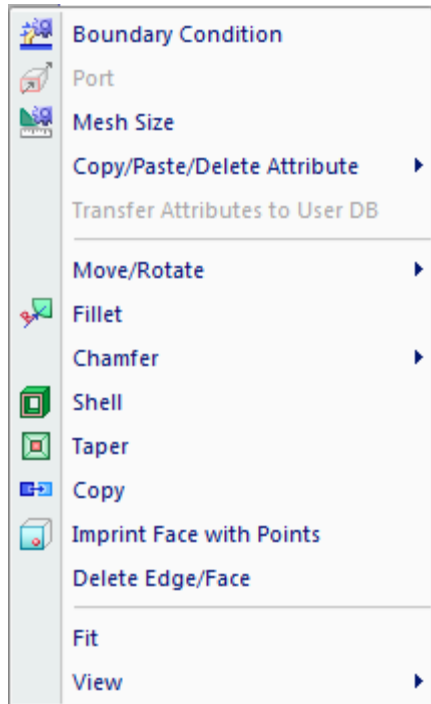 Boundary Condition
Port
Mesh Size
Copy/Paste/Delete Attribute
Transfer Attributes to User DB
Move/Rotate
Fillet
Chamfer
Shell
Taper
Copy
Imprint Face with Points
Delete Edge/Face
Fit
View